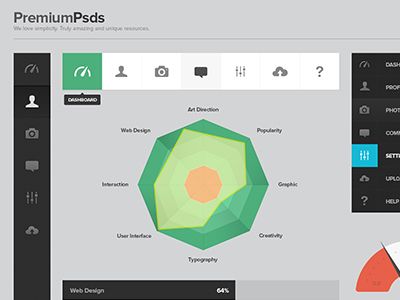 PremiumPsds
We love simplicity. Truly amazing and unique resources.
?
DASHBOARD
Art Direction
Web Design
Popularity
Interaction
Graphic
User Interface
Creativity
Typography
Web Design 64%
DASH
PROF
PHOT
COMM
SETTI
UPLO
? HELP